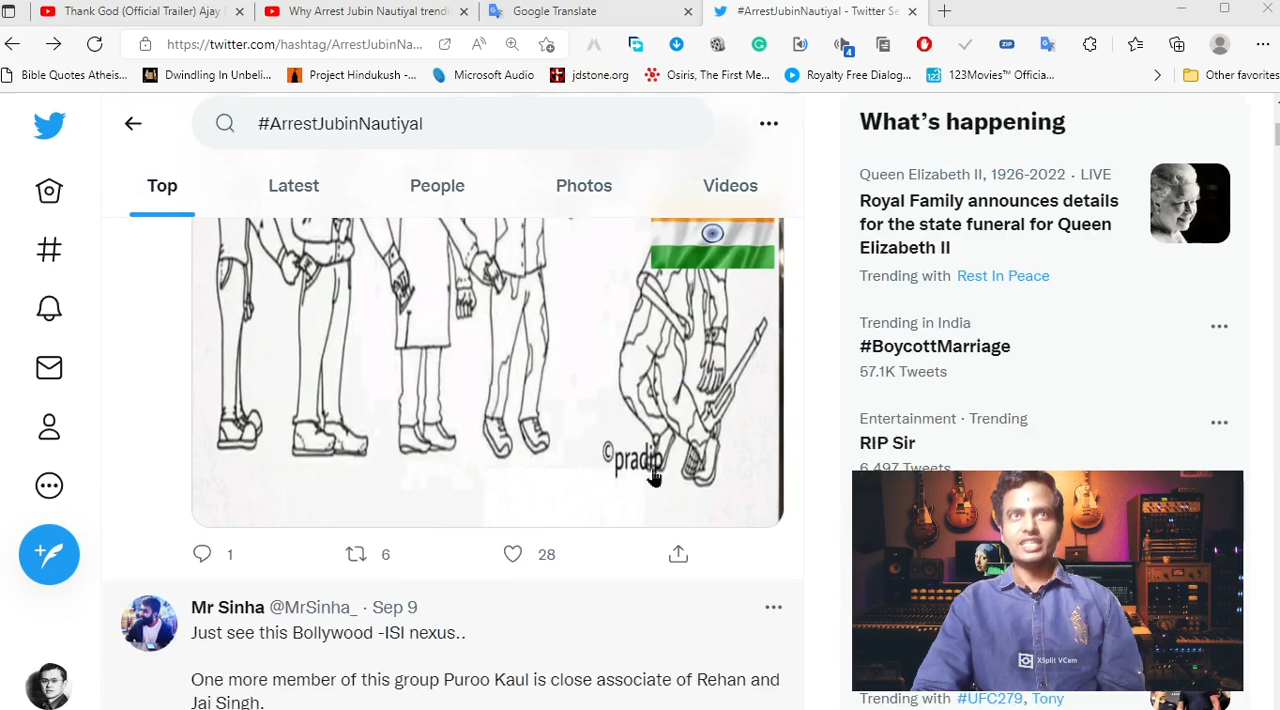 Thank God (Official Trailer) Ajay
Why Arrest Jubin Nautiyal trendi
Google Translate
#ArrestJubinNautiyal - Twitter Se
https://twitter.com/hashtag/ArrestJubinNa...
Bible Quotes Atheis...
Dwindling In Unbeli...
Project Hindukush -...
Microsoft Audio
jdstone.org
Osiris, The First Me...
Royalty Free Dialog...
123Movies™ Officia...
Other favorites
#ArrestJubinNautiyal
Top
Latest
People
Photos
Videos
©pradip
1
6
28
Mr Sinha @MrSinha_ · Sep 9
Just see this Bollywood -ISI nexus..
One more member of this group Puroo Kaul is close associate of Rehan and
Jai Singh.
What's happening
Queen Elizabeth II, 1926-2022 · LIVE
Royal Family announces details
for the state funeral for Queen
Elizabeth II
Trending with Rest In Peace
Trending in India
#BoycottMarriage
57.1K Tweets
Entertainment · Trending
RIP Sir
6,497 Tweets
XSplit VCam
Trending with #UFC279, Tony